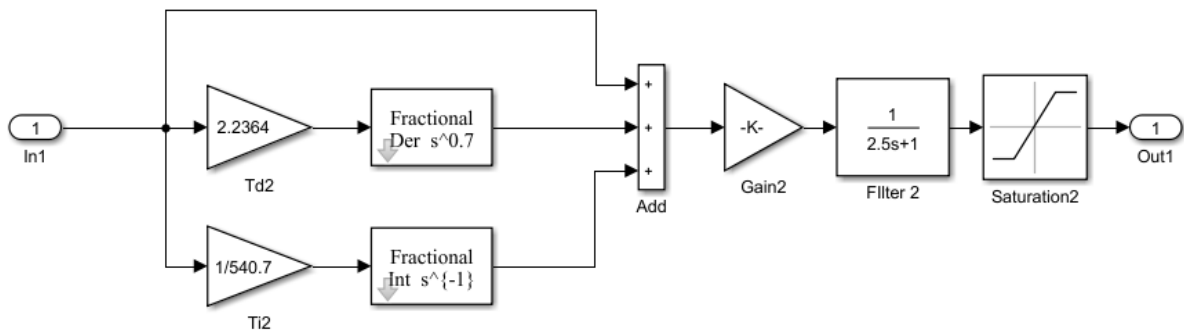 1
In1
2.2364
Td2
Fractional
Der s^0.7
1/540.7
Ti2
Fractional
Int s^{-1}
+
+
+
Add
-K-
Gain2
1
2.5s+1
FIlter 2
Saturation2
1
Out1